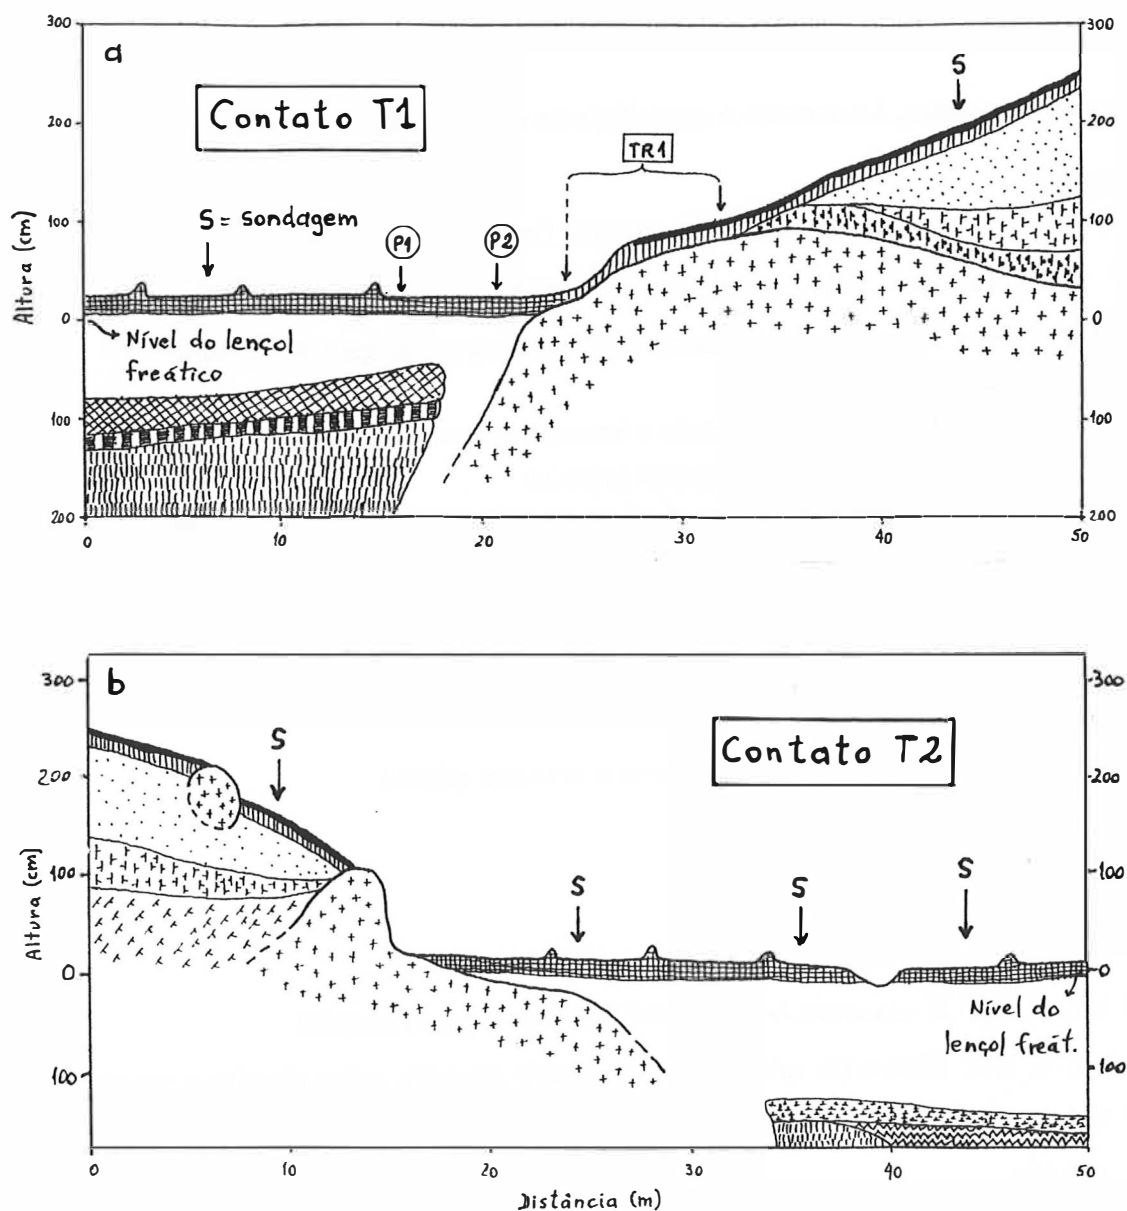 a
Contato T1
S = sondagem
P1
P2
TR1
S
Nível do lençol
freático
Altura (cm)
300
200
100
0
100
200
300
200
100
0
100
200
0
10
20
30
40
50
b
Contato T2
S
S
S
S
Nível do
lençol freát.
Altura (cm)
300
200
100
0
100
300
200
100
0
100
0
10
20
30
40
50
Distância (m)